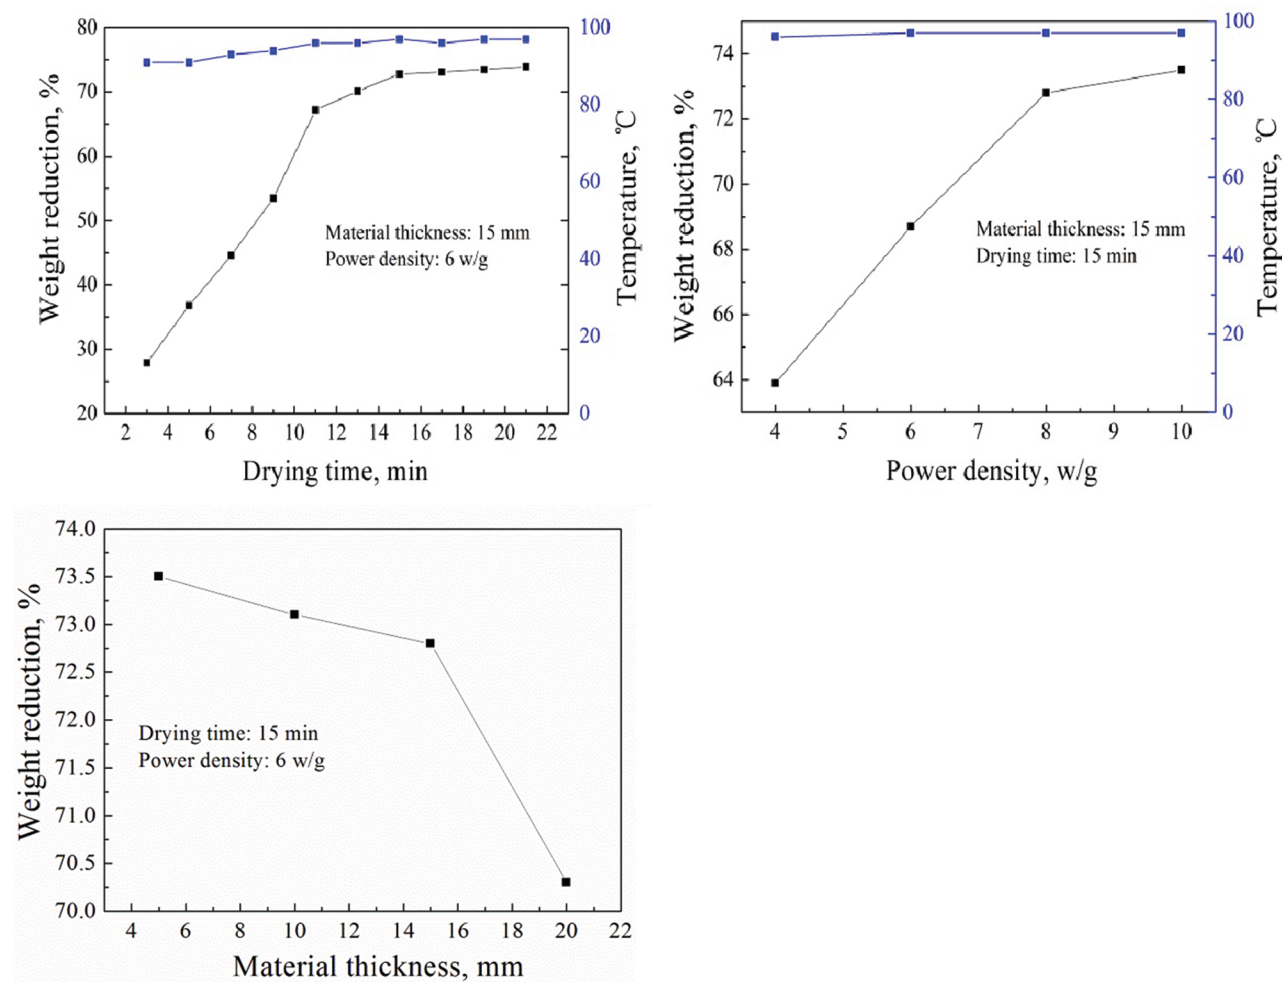 80
70
60
50
40
30
20
100
80
60
40
20
0
Weight reduction, %
Temperature, ℃
Material thickness: 15 mm
Power density: 6 w/g
2 4 6 8 10 12 14 16 18 20 22
Drying time, min
74
72
70
68
66
64
100
80
60
40
20
0
Weight reduction, %
Temperature, ℃
Material thickness: 15 mm
Drying time: 15 min
4 5 6 7 8 9 10
Power density, w/g
74.0
73.5
73.0
72.5
72.0
71.5
71.0
70.5
70.0
Weight reduction, %
Drying time: 15 min
Power density: 6 w/g
4 6 8 10 12 14 16 18 20 22
Material thickness, mm